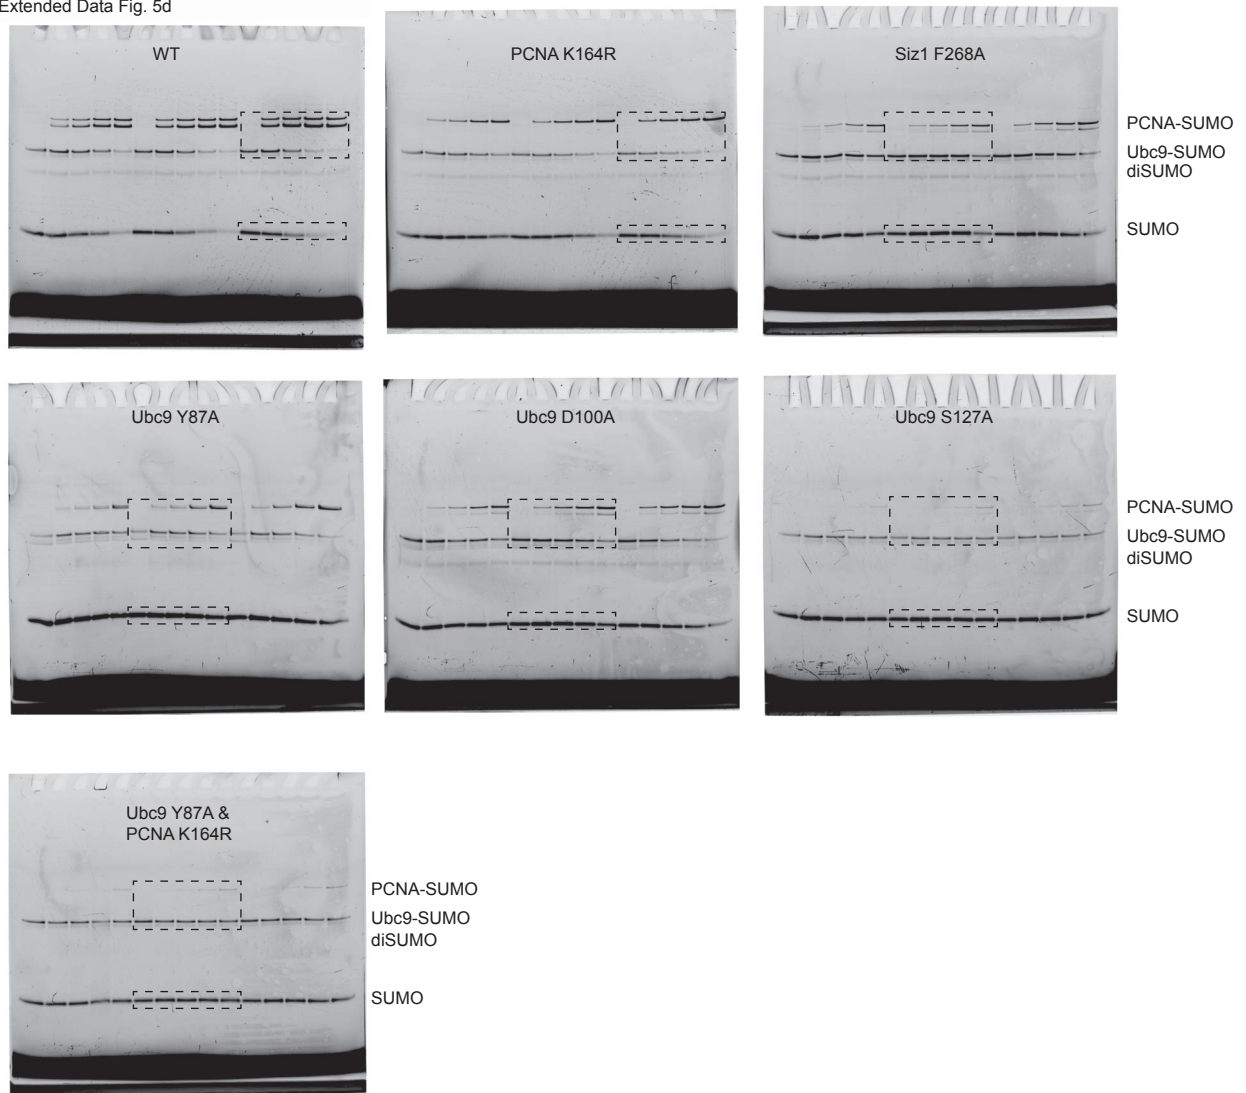 Extended Data Fig. 5d
WT
PCNA K164R
Siz1 F268A
PCNA-SUMO
Ubc9-SUMO
diSUMO
SUMO
Ubc9 Y87A
Ubc9 D100A
Ubc9 S127A
PCNA-SUMO
Ubc9-SUMO
diSUMO
SUMO
Ubc9 Y87A &
PCNA K164R
PCNA-SUMO
Ubc9-SUMO
diSUMO
SUMO